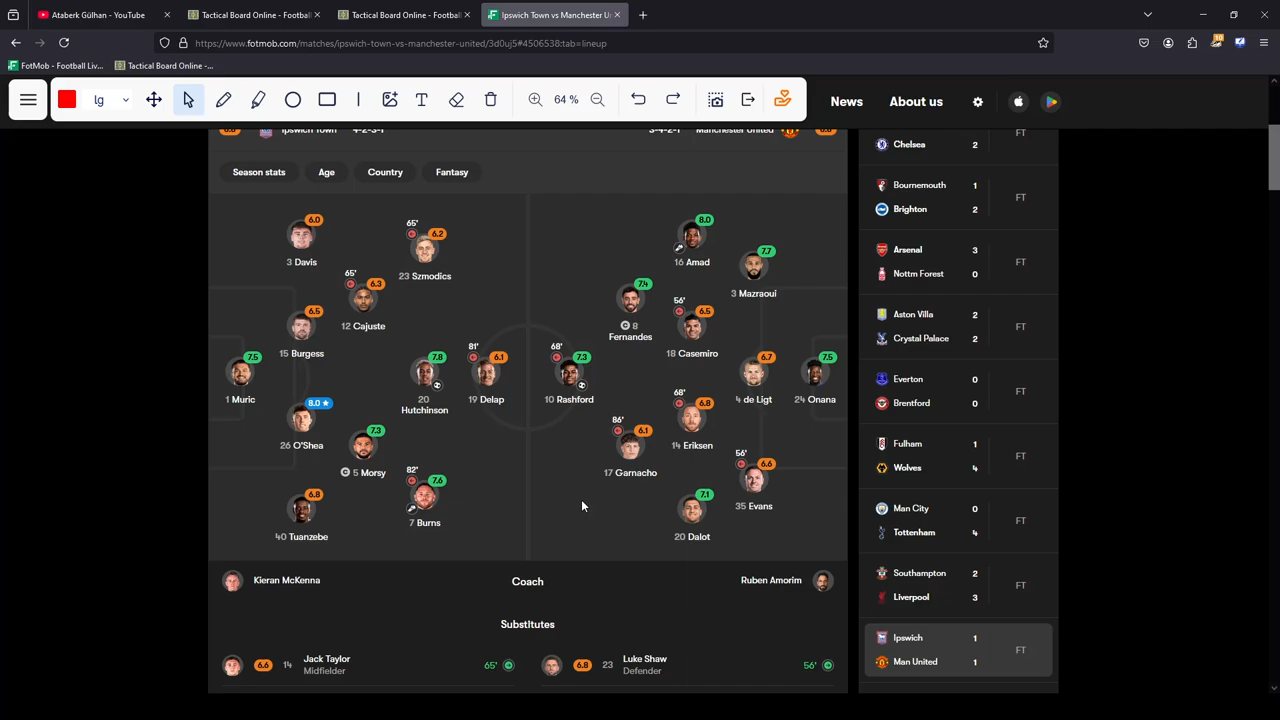 Ataberk Gülhan - YouTube
Tactical Board Online - Football
Tactical Board Online - Football
Ipswich Town vs Manchester U
https://www.fotmob.com/matches/ipswich-town-vs-manchester-united/3d0uj5#4506538:tab=lineup
10
FotMob - Football Liv...
Tactical Board Online -...
lg
64 %
News
About us
Ipswich Town 4-2-3-1
3-4-2-1 Manchester United
Season stats
Age
Country
Fantasy
6.0
3 Davis
65'
6.2
23 Szmodics
65'
6.3
12 Cajuste
6.5
15 Burgess
7.5
1 Muric
7.8
20
Hutchinson
81'
6.1
19 Delap
8.0
26 O'Shea
7.3
C 5 Morsy
6.8
40 Tuanzebe
82'
7.6
7 Burns
8.0
16 Amad
7.7
3 Mazraoui
7.4
C 8
Fernandes
56'
6.5
18 Casemiro
68'
7.3
10 Rashford
6.7
4 de Ligt
7.5
24 Onana
68'
6.8
14 Eriksen
86'
6.1
17 Garnacho
56'
6.6
35 Evans
7.1
20 Dalot
Kieran McKenna
Coach
Ruben Amorim
Substitutes
6.6 14 Jack Taylor 65'
Midfielder
6.8 23 Luke Shaw 56'
Defender
Chelsea 2
Bournemouth 1
FT
Brighton 2
Arsenal 3
FT
Nottm Forest 0
Aston Villa 2
FT
Crystal Palace 2
Everton 0
FT
Brentford 0
Fulham 1
FT
Wolves 4
Man City 0
FT
Tottenham 4
Southampton 2
FT
Liverpool 3
Ipswich 1
FT
Man United 1